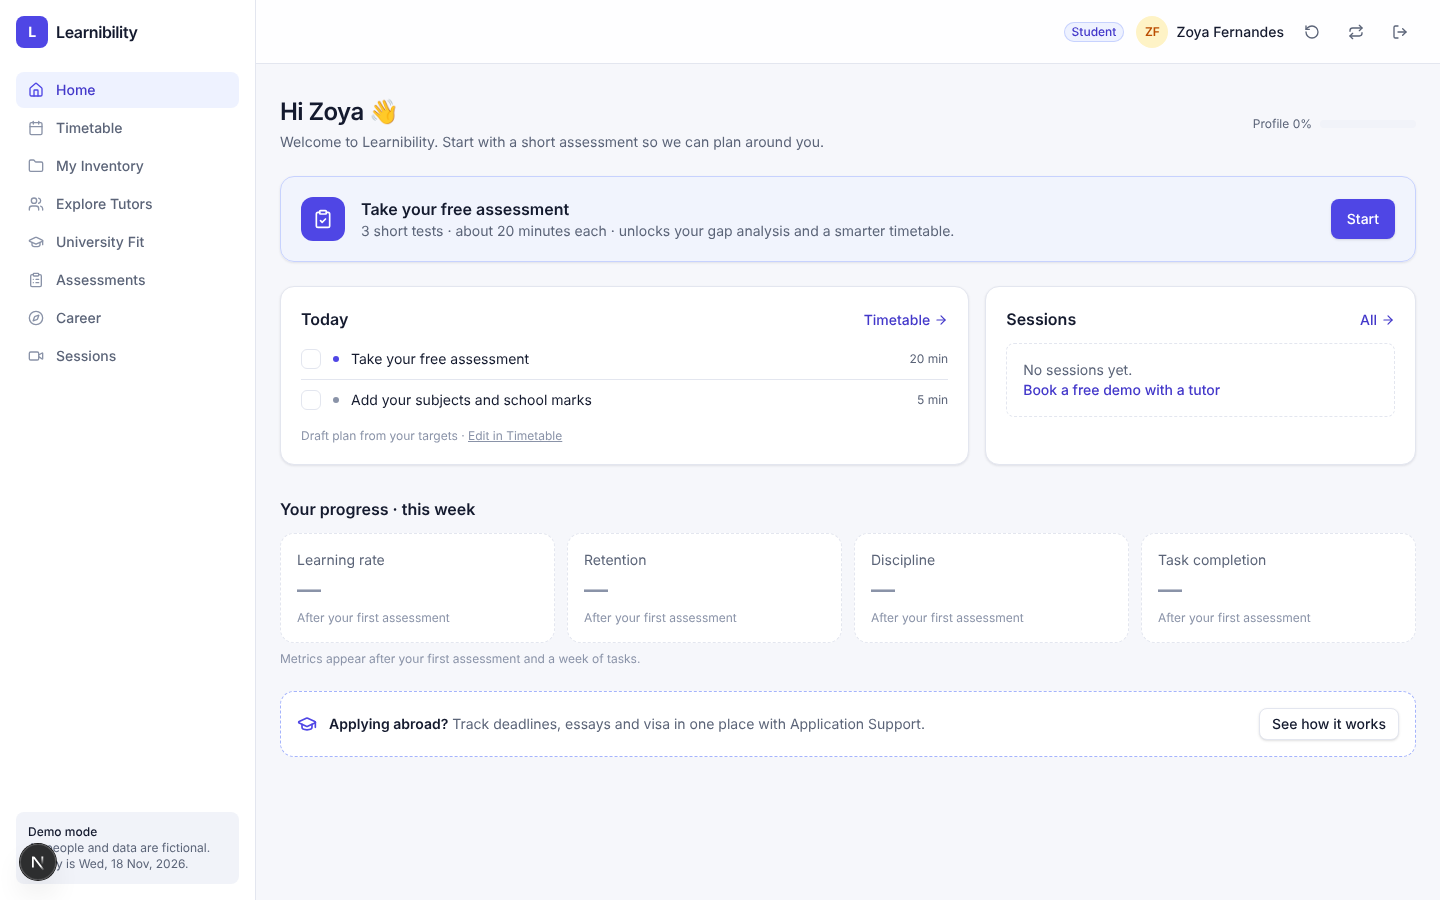 L Learnibility
Home
Timetable
My Inventory
Explore Tutors
University Fit
Assessments
Career
Sessions
Demo mode
people and data are fictional.
is Wed, 18 Nov, 2026.
N
Student ZF Zoya Fernandes
Hi Zoya 👋
Welcome to Learnibility. Start with a short assessment so we can plan around you.
Profile 0%
Take your free assessment
3 short tests · about 20 minutes each · unlocks your gap analysis and a smarter timetable.
Start
Today
Timetable →
Take your free assessment 20 min
Add your subjects and school marks 5 min
Draft plan from your targets · Edit in Timetable
Sessions
All →
No sessions yet.
Book a free demo with a tutor
Your progress · this week
Learning rate
—
After your first assessment
Retention
—
After your first assessment
Discipline
—
After your first assessment
Task completion
—
After your first assessment
Metrics appear after your first assessment and a week of tasks.
Applying abroad? Track deadlines, essays and visa in one place with Application Support.
See how it works